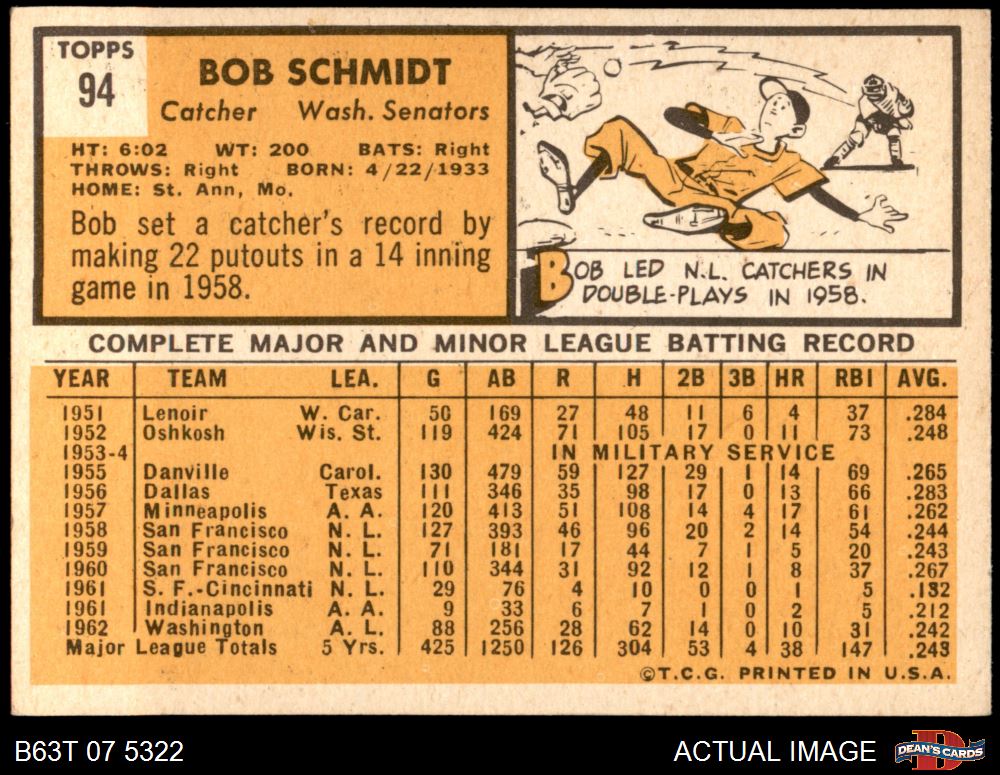 TOPPS
94
BOB SCHMIDT
Catcher Wash. Senators
HT: 6:02 WT: 200 BATS: Right
THROWS: Right BORN: 4/22/1933
HOME: St. Ann, Mo.
Bob set a catcher's record by
making 22 putouts in a 14 inning
game in 1958.
BOB LED N.L. CATCHERS IN
DOUBLE-PLAYS IN 1958.
COMPLETE MAJOR AND MINOR LEAGUE BATTING RECORD
YEAR TEAM LEA. G AB R H 2B 3B HR RBI AVG.
1951 Lenoir W. Car. 50 169 27 48 11 6 4 37 .284
1952 Oshkosh Wis. St. 119 424 71 105 17 0 11 73 .248
1953-4 IN MILITARY SERVICE
1955 Danville Carol. 130 479 59 127 29 1 14 69 .265
1956 Dallas Texas 111 346 35 98 17 0 13 66 .283
1957 Minneapolis A. A. 120 413 51 108 14 4 17 61 .262
1958 San Francisco N. L. 127 393 46 96 20 2 14 54 .244
1959 San Francisco N. L. 71 181 17 44 7 1 5 20 .243
1960 San Francisco N. L. 110 344 31 92 12 1 8 37 .267
1961 S. F.-Cincinnati N. L. 29 76 4 10 0 0 1 5 .132
1961 Indianapolis A. A. 9 33 6 7 1 0 2 5 .212
1962 Washington A. L. 88 256 28 62 14 0 10 31 .242
Major League Totals 5 Yrs. 425 1250 126 304 53 4 38 147 .243
©T.C.G. PRINTED IN U.S.A.
B63T 07 5322
ACTUAL IMAGE
DEAN'S CARDS